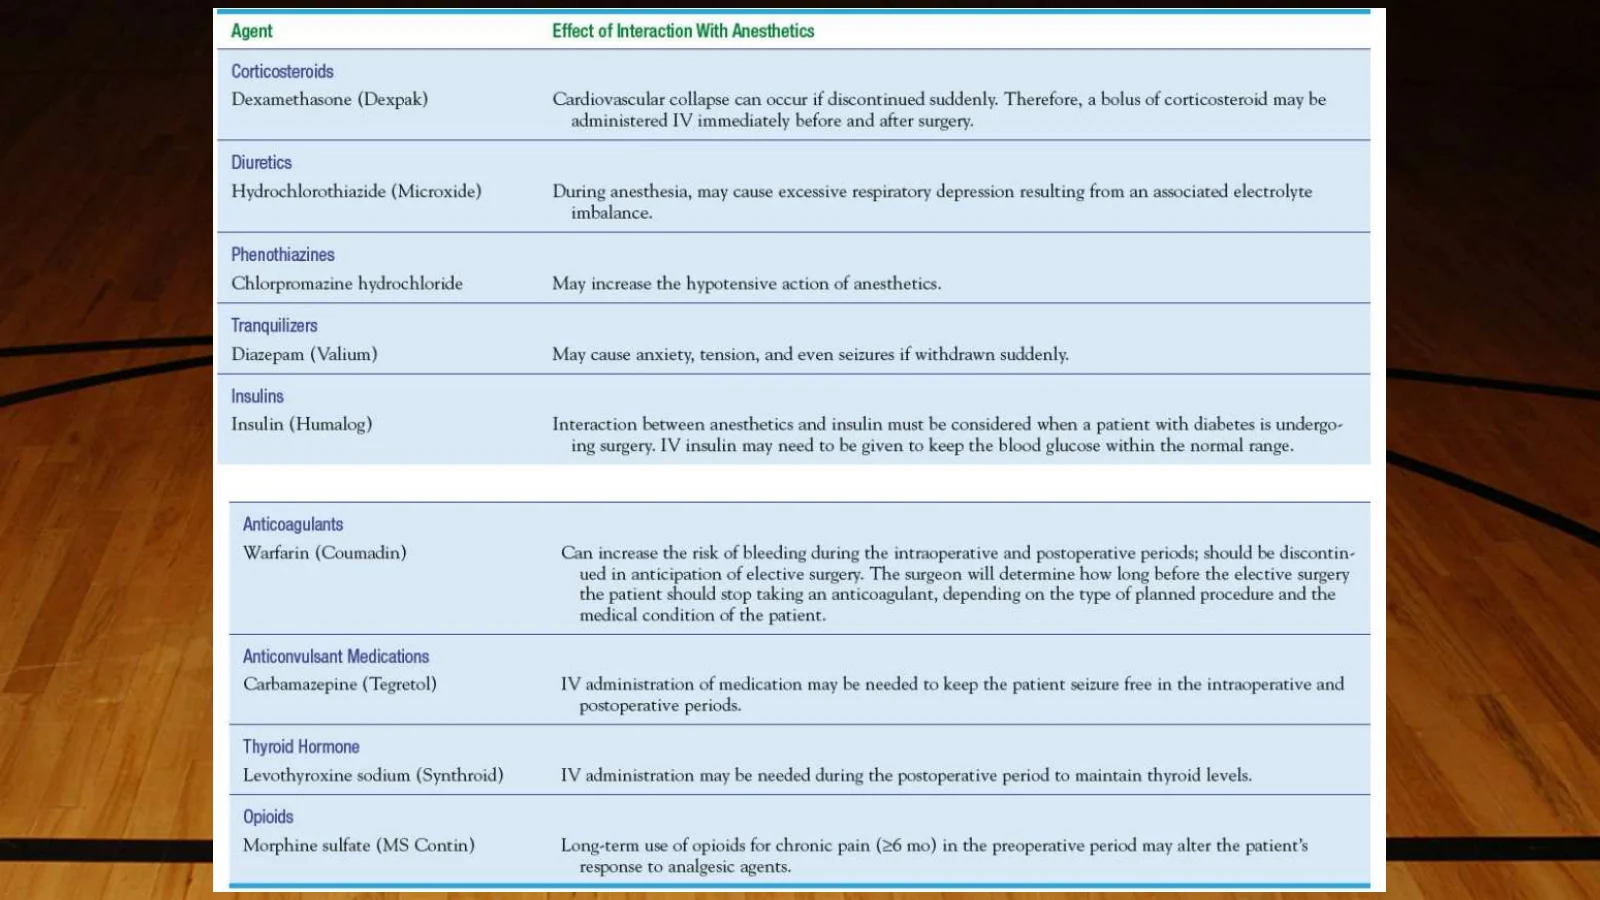 Agent Effect of Interaction With Anesthetics
Corticosteroids
Dexamethasone (Dexpak) Cardiovascular collapse can occur if discontinued suddenly. Therefore, a bolus of corticosteroid may be
administered IV immediately before and after surgery.
Diuretics
Hydrochlorothiazide (Microxide) During anesthesia, may cause excessive respiratory depression resulting from an associated electrolyte
imbalance.
Phenothiazines
Chlorpromazine hydrochloride May increase the hypotensive action of anesthetics.
Tranquilizers
Diazepam (Valium) May cause anxiety, tension, and even seizures if withdrawn suddenly.
Insulins
Insulin (Humalog) Interaction between anesthetics and insulin must be considered when a patient with diabetes is undergo-
ing surgery. IV insulin may need to be given to keep the blood glucose within the normal range.
Anticoagulants
Warfarin (Coumadin) Can increase the risk of bleeding during the intraoperative and postoperative periods; should be discontin-
ued in anticipation of elective surgery. The surgeon will determine how long before the elective surgery
the patient should stop taking an anticoagulant, depending on the type of planned procedure and the
medical condition of the patient.
Anticonvulsant Medications
Carbamazepine (Tegretol) IV administration of medication may be needed to keep the patient seizure free in the intraoperative and
postoperative periods.
Thyroid Hormone
Levothyroxine sodium (Synthroid) IV administration may be needed during the postoperative period to maintain thyroid levels.
Opioids
Morphine sulfate (MS Contin) Long-term use of opioids for chronic pain (≥6 mo) in the preoperative period may alter the patient's
response to analgesic agents.